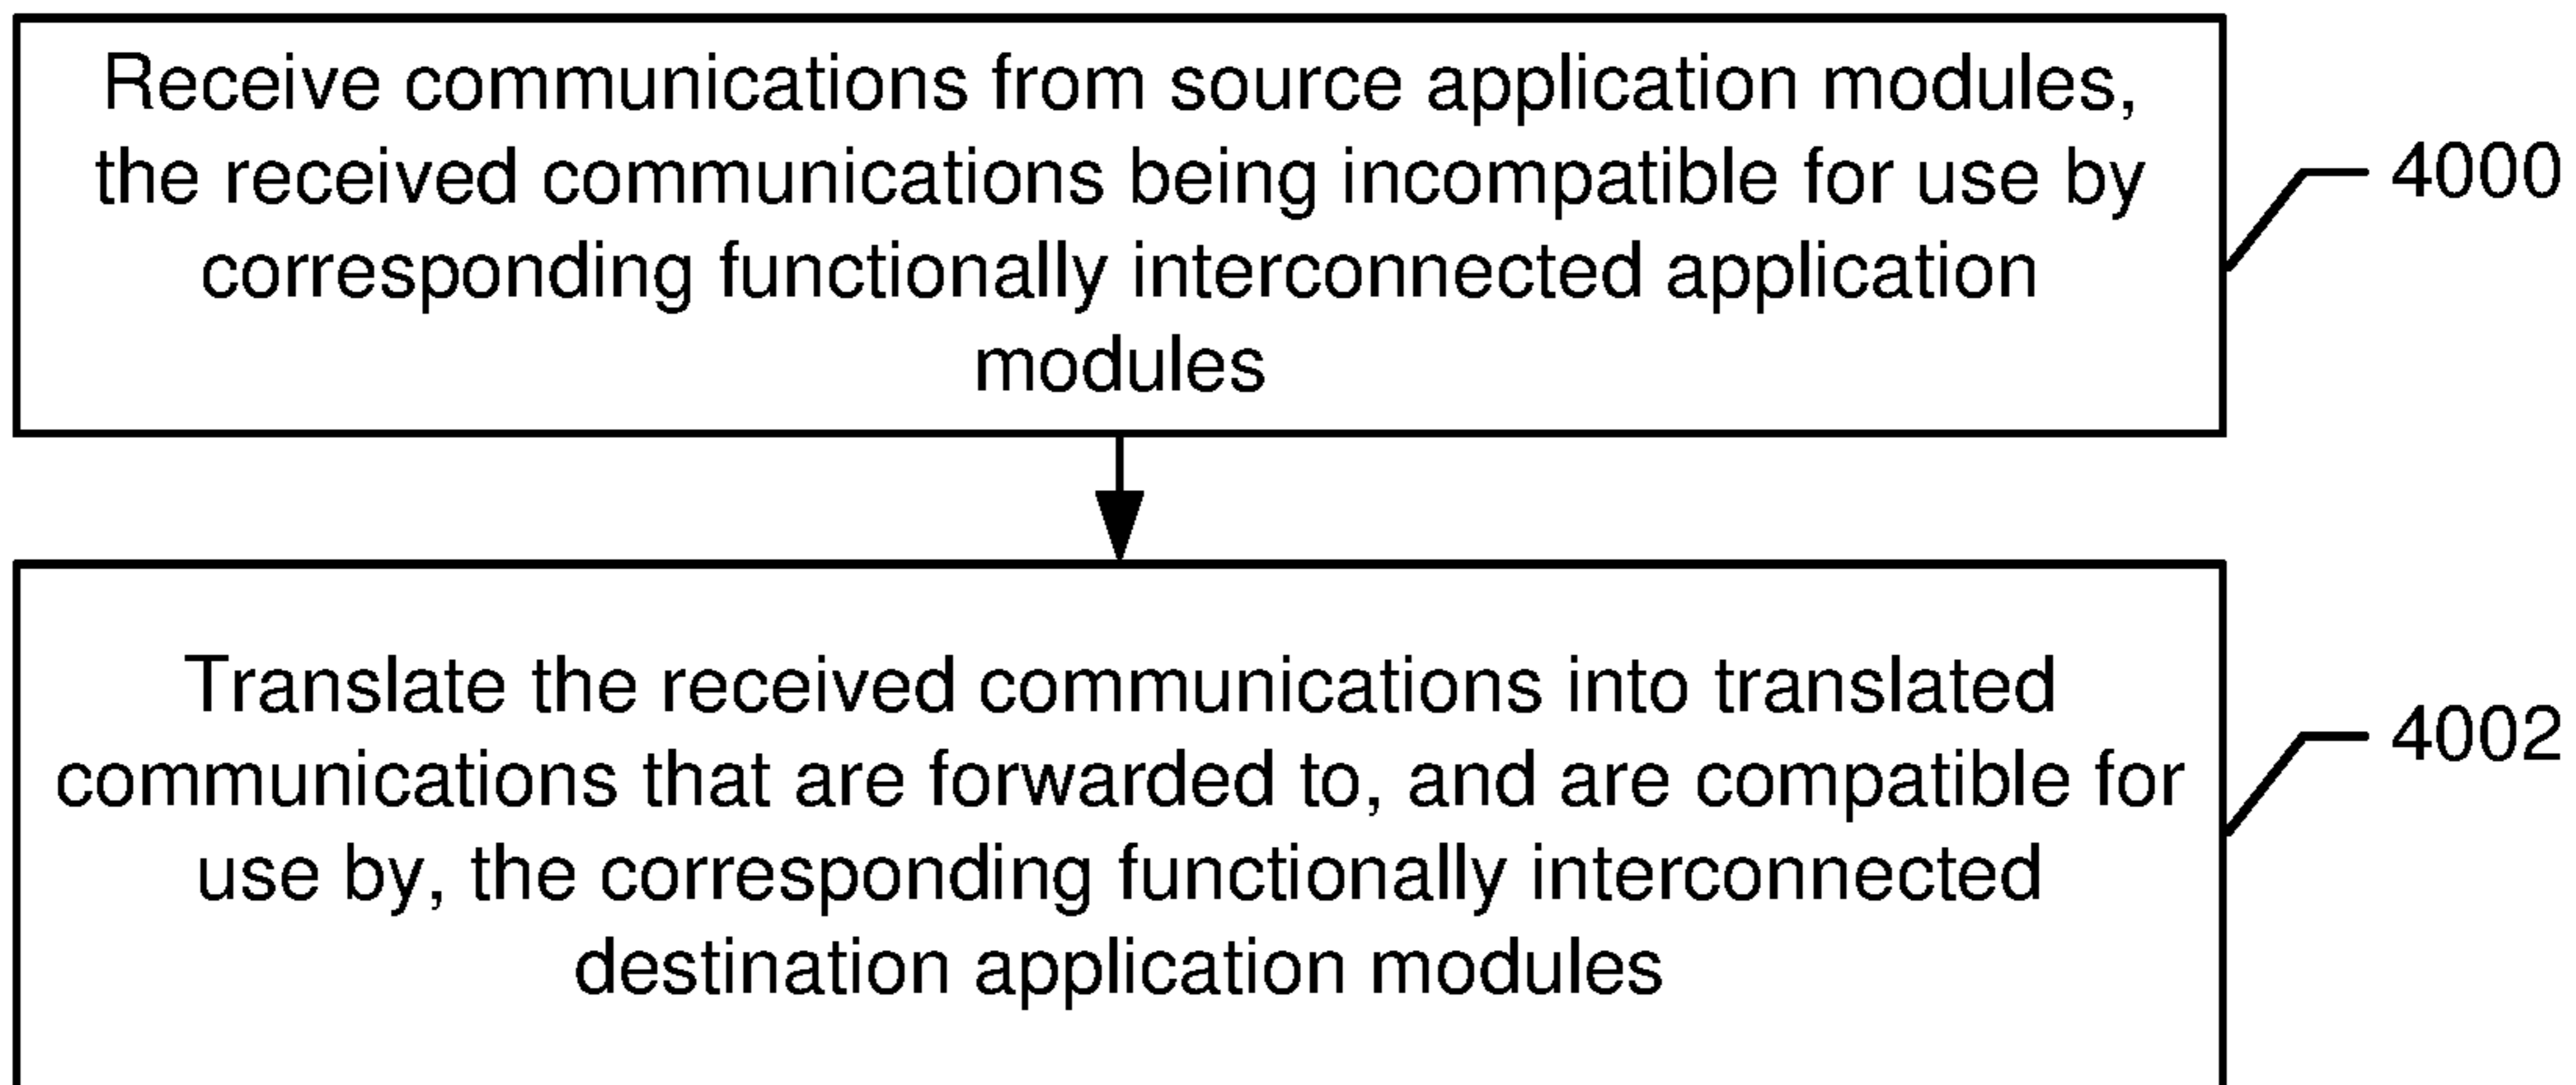 Receive communications from source application modules,
the received communications being incompatible for use by
corresponding functionally interconnected application
modules
4000
Translate the received communications into translated
communications that are forwarded to, and are compatible for
use by, the corresponding functionally interconnected
destination application modules
4002